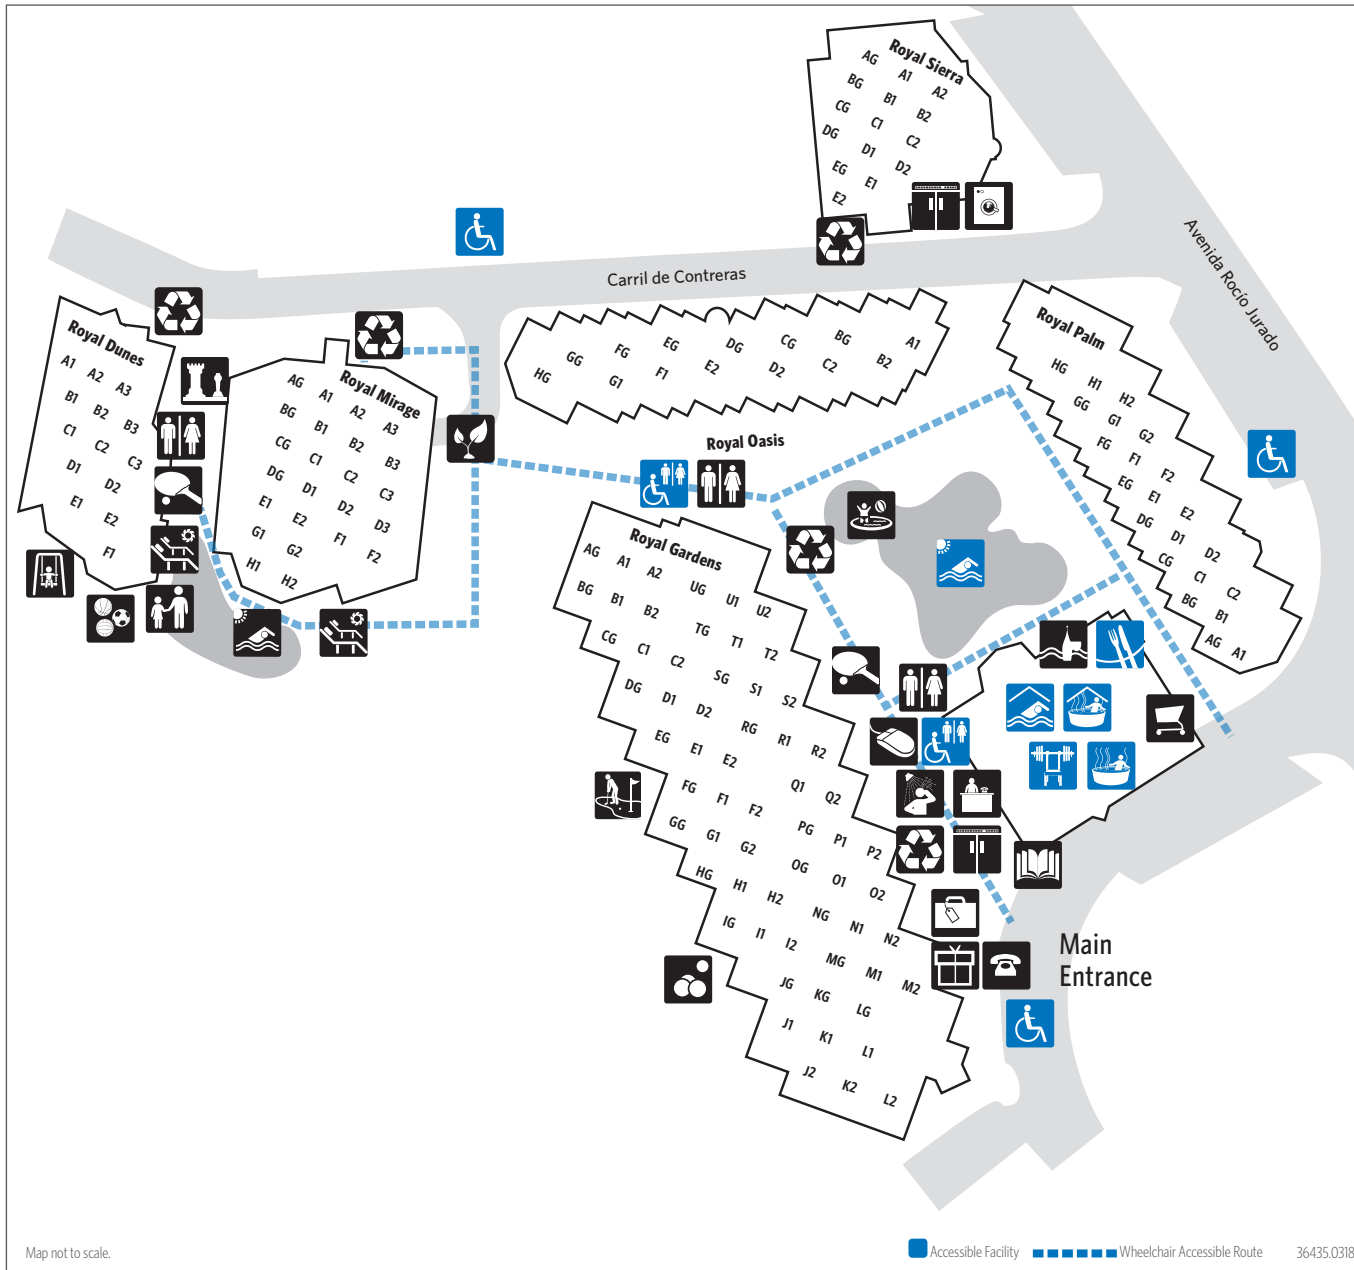 Royal Sierra
AG A1 A2
BG B1 B2
CG C1 C2
DG D1 D2
EG E1
E2
Carril de Contreras
Avenida Rocío Jurado
Royal Dunes
A1 A2 A3
B1 B2 B3
C1 C2 C3
D1 D2
E1 E2
F1
Royal Mirage
AG A1 A2 A3
BG B1 B2 B3
CG C1 C2 C3
DG D1 D2 D3
E1 E2 F1 F2
G1 G2
H1 H2
Royal Oasis
HG GG FG EG DG CG BG A1
G1 F1 E2 D2 C2 B2
Royal Palm
HG H1 H2
GG G1 G2
FG F1 F2
EG E1 E2
DG D1 D2
CG C1 C2
BG B1
AG A1
Royal Gardens
AG A1 A2 UG U1 U2
BG B1 B2 TG T1 T2
CG C1 C2 SG S1 S2
DG D1 D2 RG R1 R2
EG E1 E2 Q1 Q2
FG F1 F2 PG P1 P2
GG G1 G2 OG O1 O2
HG H1 H2 NG N1 N2
IG I1 I2 MG M1 M2
JG KG LG
J1 K1 L1
J2 K2 L2
Main
Entrance
Map not to scale.
Accessible Facility
Wheelchair Accessible Route
36435.0318